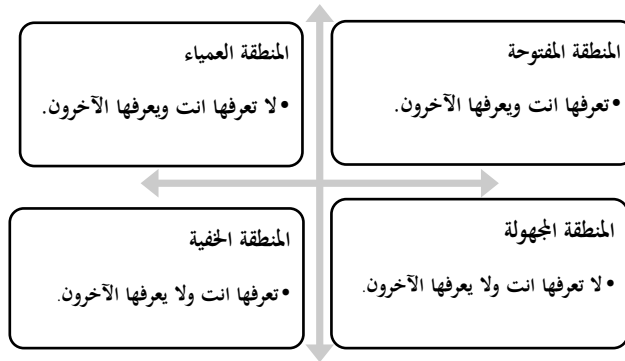 المنطقة المفتوحة
•تعرفها انت ويعرفها الآخرون.
المنطقة العمياء
•لا تعرفها انت ويعرفها الآخرون.
المنطقة المجهولة
•لا تعرفها انت ولا يعرفها الآخرون.
المنطقة الخفية
•تعرفها انت ولا يعرفها الآخرون.